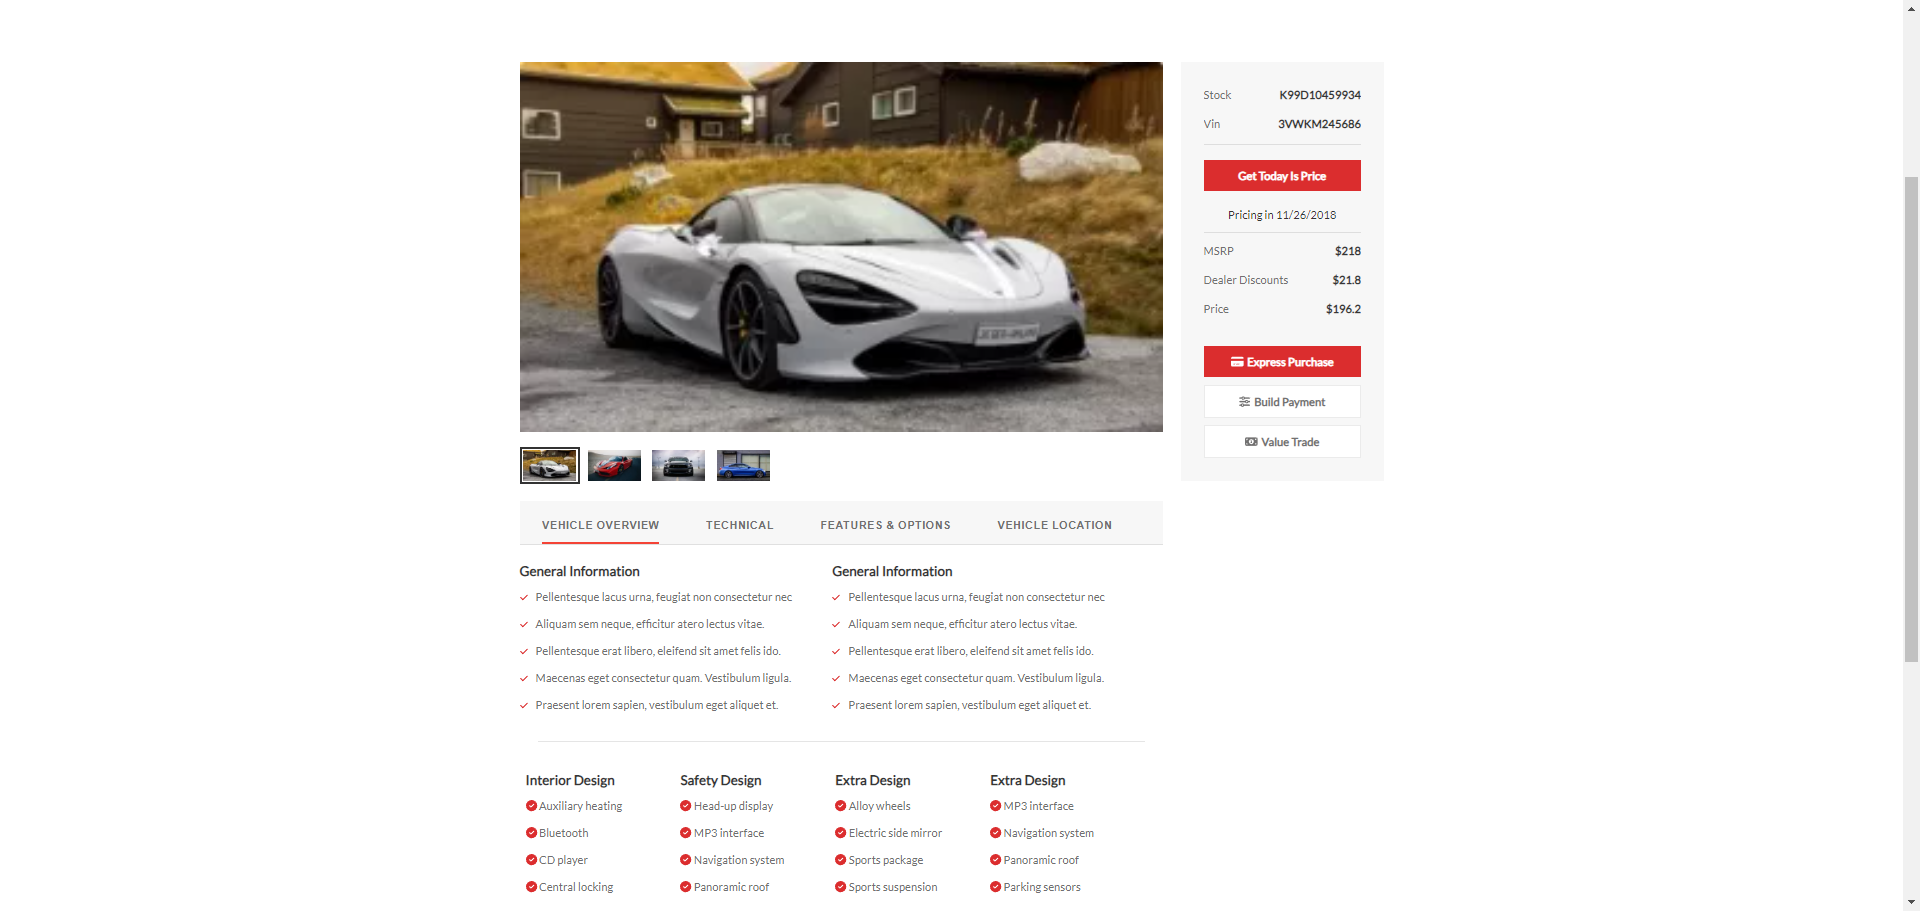 Stock K99D10459934
Vin 3VWKM245686
Get Today Is Price
Pricing in 11/26/2018
MSRP $218
Dealer Discounts $21.8
Price $196.2
Express Purchase
Build Payment
Value Trade
VEHICLE OVERVIEW TECHNICAL FEATURES & OPTIONS VEHICLE LOCATION
General Information
Pellentesque lacus urna, feugiat non consectetur nec
Aliquam sem neque, efficitur atero lectus vitae.
Pellentesque erat libero, eleifend sit amet felis ido.
Maecenas eget consectetur quam. Vestibulum ligula.
Praesent lorem sapien, vestibulum eget aliquet et.
General Information
Pellentesque lacus urna, feugiat non consectetur nec
Aliquam sem neque, efficitur atero lectus vitae.
Pellentesque erat libero, eleifend sit amet felis ido.
Maecenas eget consectetur quam. Vestibulum ligula.
Praesent lorem sapien, vestibulum eget aliquet et.
Interior Design
Auxiliary heating
Bluetooth
CD player
Central locking
Safety Design
Head-up display
MP3 interface
Navigation system
Panoramic roof
Extra Design
Alloy wheels
Electric side mirror
Sports package
Sports suspension
Extra Design
MP3 interface
Navigation system
Panoramic roof
Parking sensors